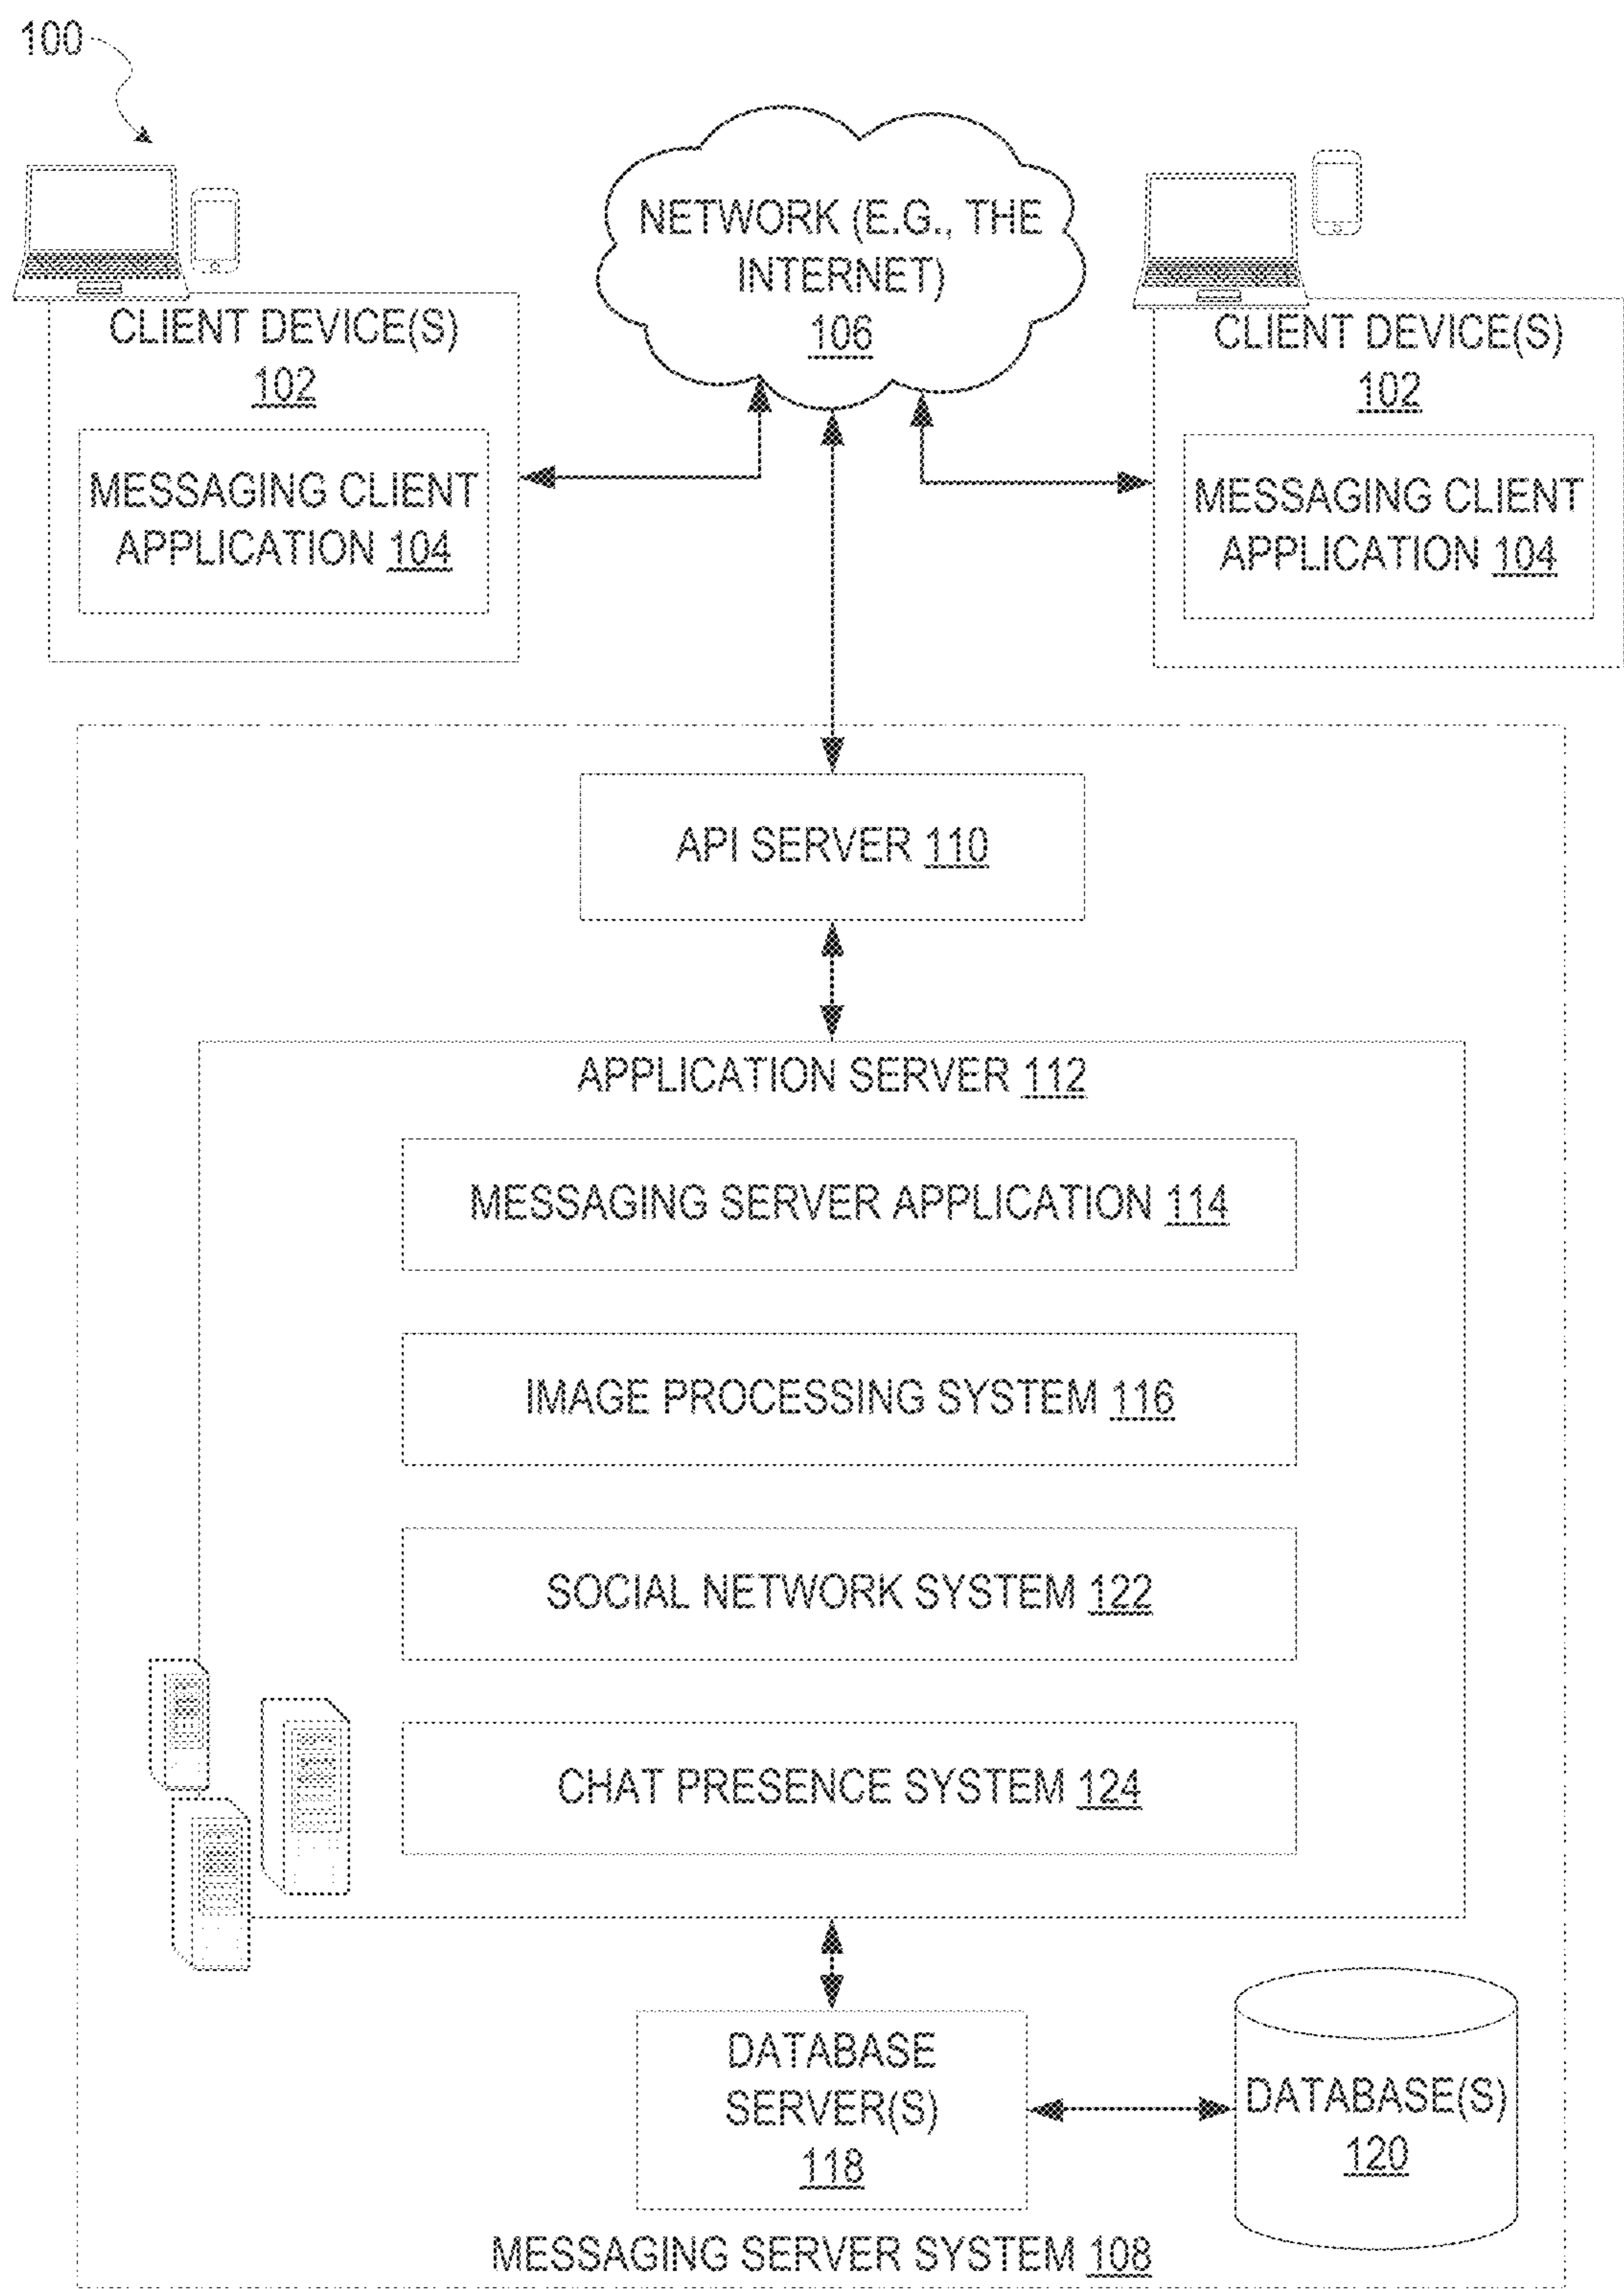 100
NETWORK (E.G., THE
INTERNET)
106
CLIENT DEVICE(S)
102
MESSAGING CLIENT
APPLICATION 104
CLIENT DEVICE(S)
102
MESSAGING CLIENT
APPLICATION 104
API SERVER 110
APPLICATION SERVER 112
MESSAGING SERVER APPLICATION 114
IMAGE PROCESSING SYSTEM 116
SOCIAL NETWORK SYSTEM 122
CHAT PRESENCE SYSTEM 124
DATABASE
SERVER(S)
118
DATABASE(S)
120
MESSAGING SERVER SYSTEM 108